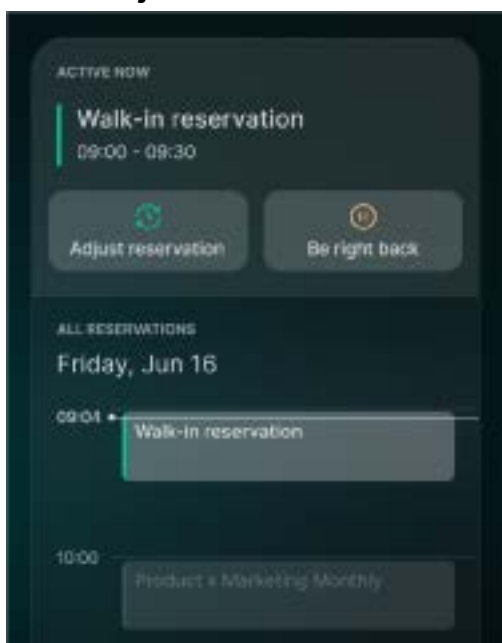 ACTIVE NOW
Walk-in reservation
09:00 - 09:30
Adjust reservation
Be right back
ALL RESERVATIONS
Friday, Jun 16
09:04
Walk-in reservation
10:00
Product x Marketing Monthly